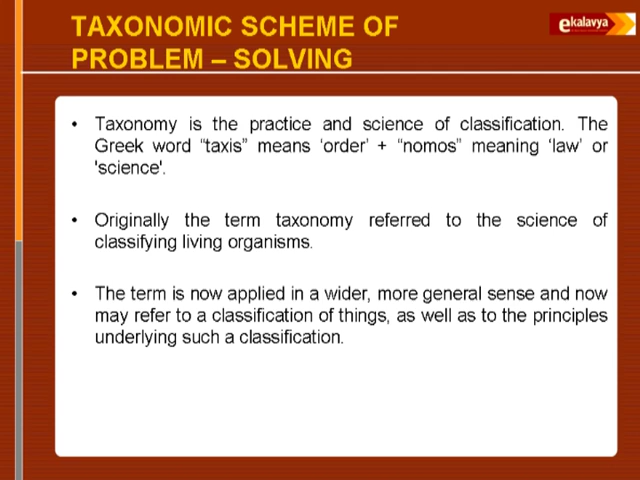 TAXONOMIC SCHEME OF
PROBLEM – SOLVING
ekalavya
• Taxonomy is the practice and science of classification. The
Greek word “taxis” means ‘order’ + “nomos” meaning ‘law’ or
'science'.
• Originally the term taxonomy referred to the science of
classifying living organisms.
• The term is now applied in a wider, more general sense and now
may refer to a classification of things, as well as to the principles
underlying such a classification.